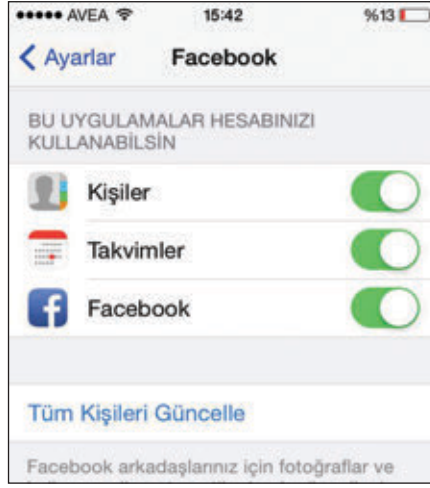 AVEA 15:42 %13
Ayarlar Facebook
BU UYGULAMALAR HESABINIZI
KULLANABİLSİN
Kişiler
Takvimler
Facebook
Tüm Kişileri Güncelle
Facebook arkadaşlarınız için fotoğraflar ve